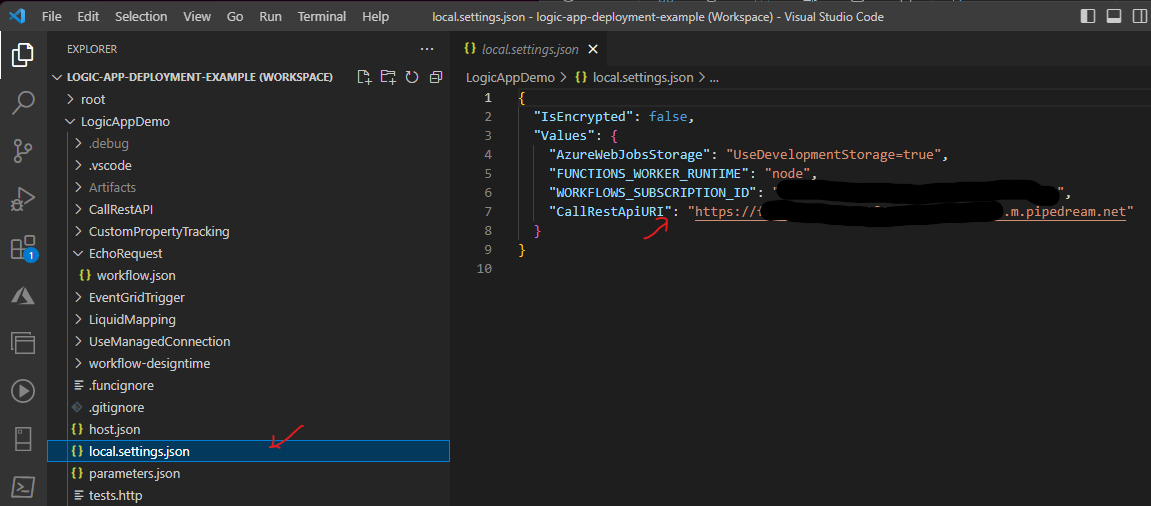 File Edit Selection View Go Run Terminal Help local.settings.json - logic-app-deployment-example (Workspace) - Visual Studio Code
EXPLORER ...
LOGIC-APP-DEPLOYMENT-EXAMPLE (WORKSPACE)
root
LogicAppDemo
.debug
.vscode
Artifacts
CallRestAPI
CustomPropertyTracking
EchoRequest
{} workflow.json
EventGridTrigger
LiquidMapping
UseManagedConnection
workflow-designtime
.funcignore
.gitignore
{} host.json
{} local.settings.json
{} parameters.json
tests.http
1
{} local.settings.json
LogicAppDemo > {} local.settings.json > ...
1 {
2 "IsEncrypted": false,
3 "Values": {
4 "AzureWebJobsStorage": "UseDevelopmentStorage=true",
5 "FUNCTIONS_WORKER_RUNTIME": "node",
6 "WORKFLOWS_SUBSCRIPTION_ID": "",
7 "CallRestApiURI": "https:// .m.pipedream.net"
8 }
9 }
10